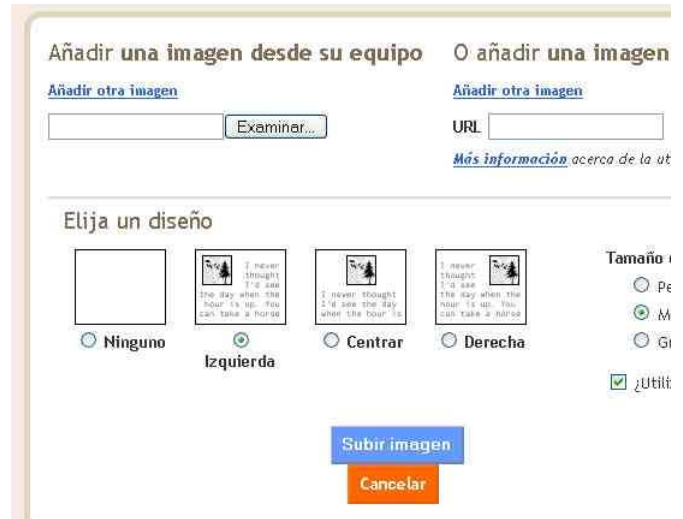 Añadir una imagen desde su equipo
O añadir una imagen
Añadir otra imagen
Añadir otra imagen
Examinar...
URL
Más información acerca de la ut
Elija un diseño
I never
thought
I'd see
the day when the
hour is up. You
can take a horse
I never thought
I'd see the day
when the hour is
I never
thought
I'd see
the day when the
hour is up. You
can take a horse
Ninguno
Izquierda
Centrar
Derecha
Tamaño
Pe
M
Gr
¿Utili
Subir imagen
Cancelar